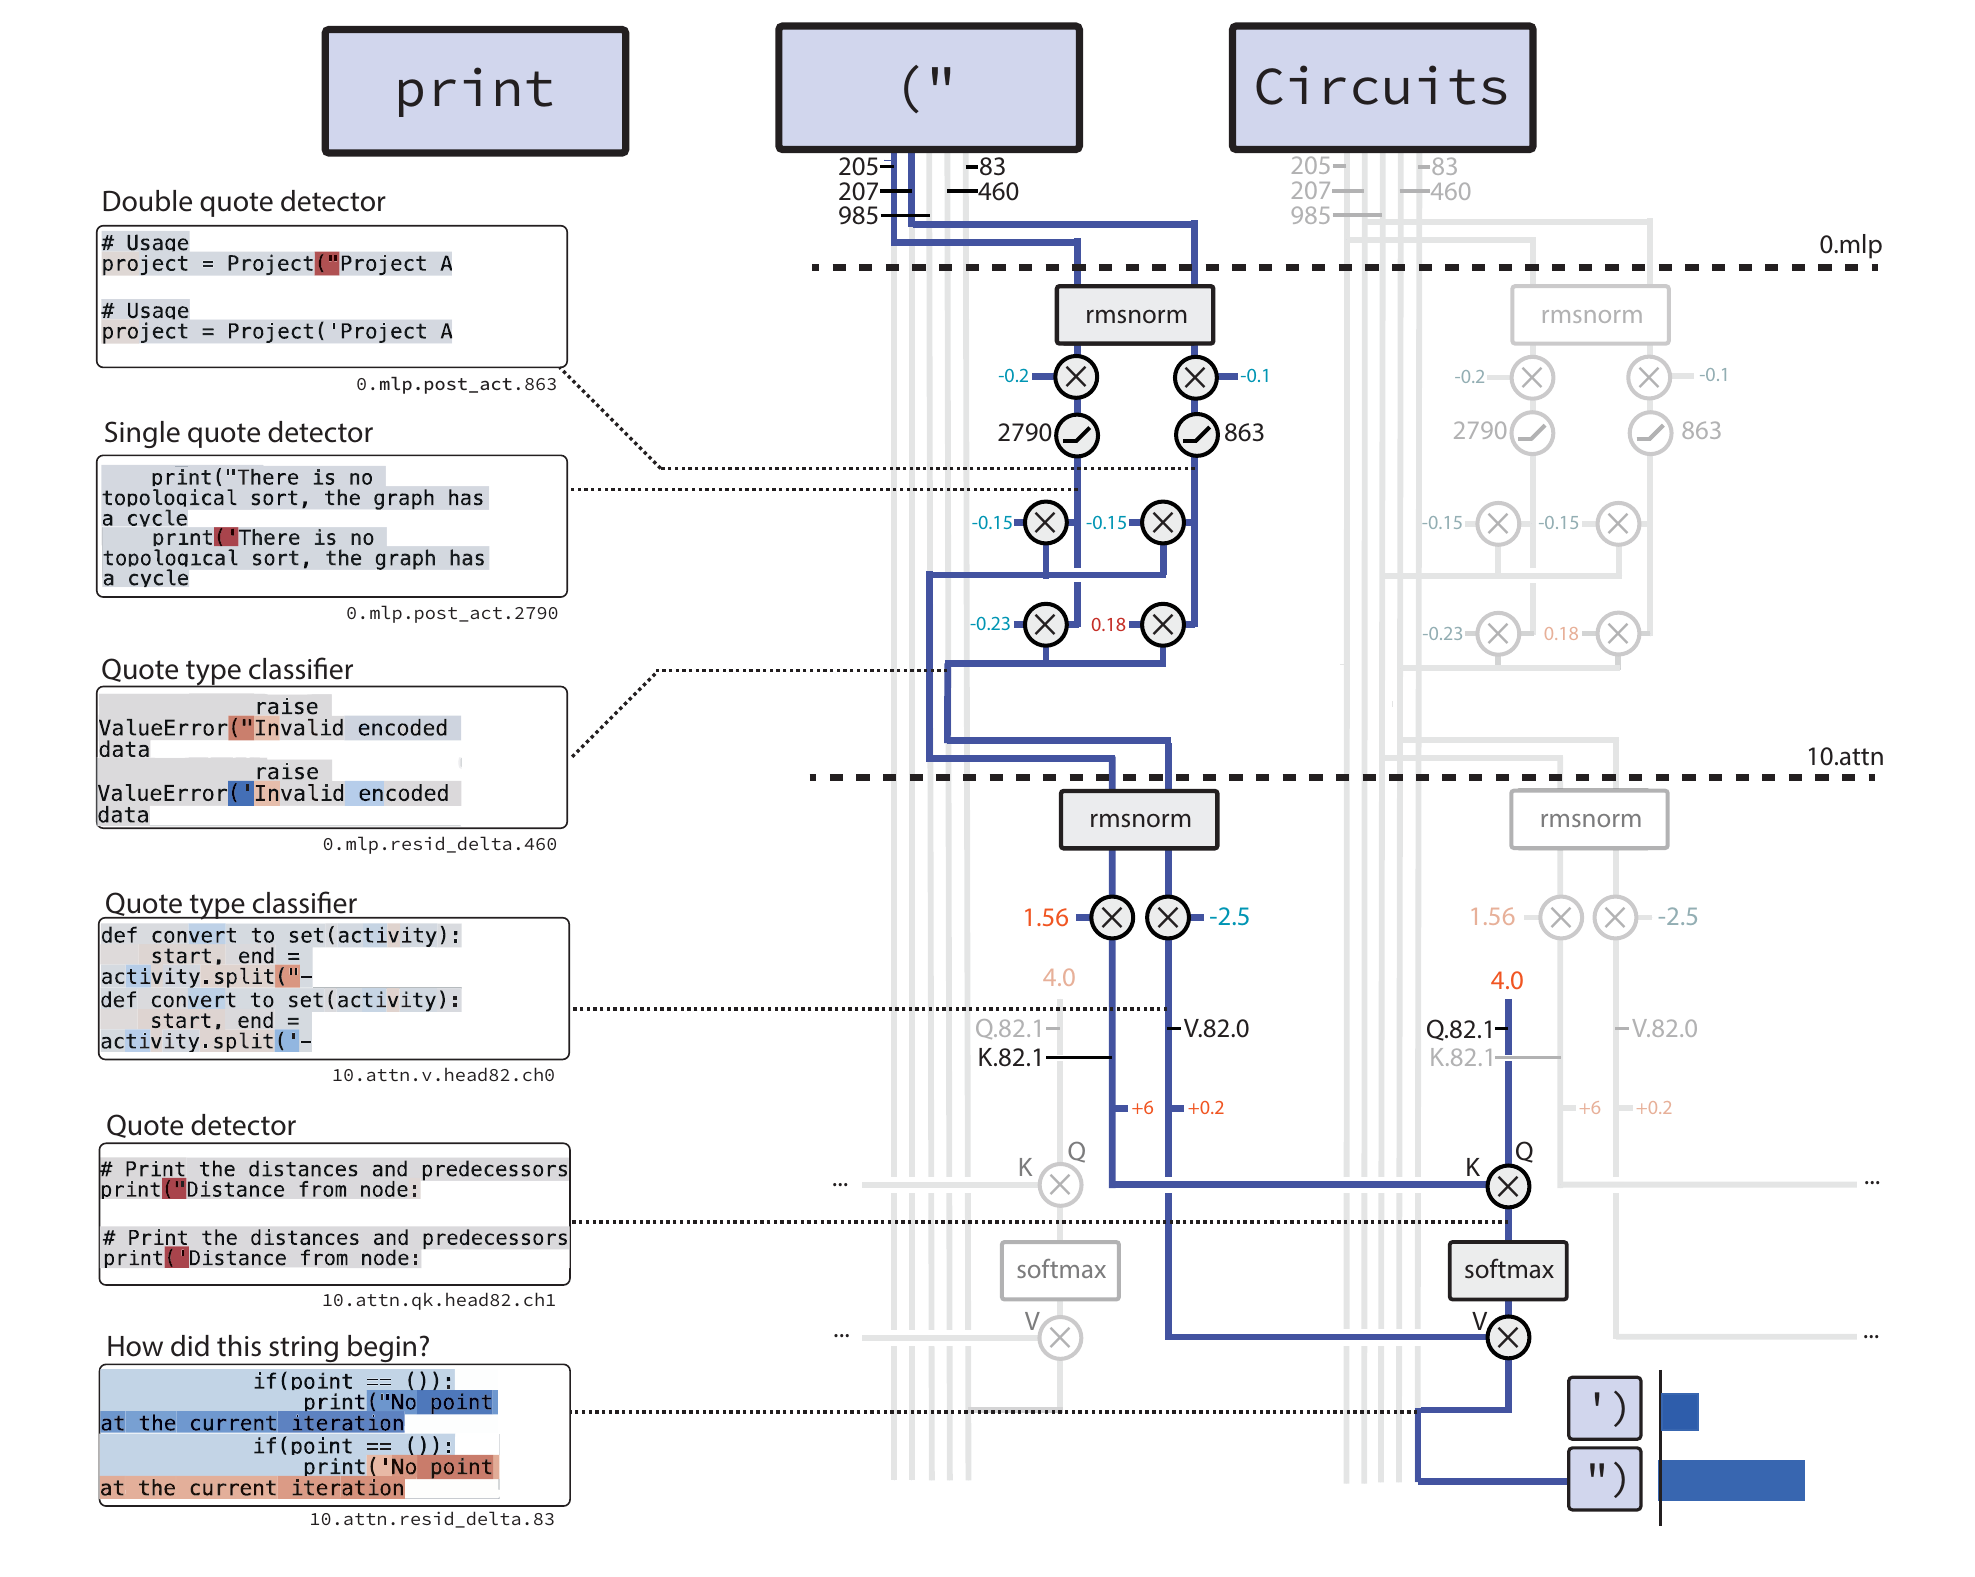 print
("
Circuits
205
83
207
460
985
205
83
207
460
985
0.mlp
Double quote detector
# Usage
project = Project("Project A
# Usage
project = Project('Project A
0.mlp.post_act.863
rmsnorm
-0.2
-0.1
2790
863
rmsnorm
-0.2
-0.1
2790
863
Single quote detector
print("There is no
topological sort, the graph has
a cycle
print('There is no
topological sort, the graph has
a cycle
0.mlp.post_act.2790
-0.15
-0.15
-0.23
0.18
-0.15
-0.15
-0.23
0.18
Quote type classifier
raise
ValueError("Invalid encoded
data
raise
ValueError('Invalid encoded
data
0.mlp.resid_delta.460
10.attn
rmsnorm
1.56
-2.5
rmsnorm
1.56
-2.5
Quote type classifier
def convert to set(activity):
start, end =
activity.split("-
def convert to set(activity):
start, end =
activity.split('-
10.attn.v.head82.ch0
4.0
Q.82.1
V.82.0
K.82.1
+6
+0.2
4.0
Q.82.1
V.82.0
K.82.1
+6
+0.2
Quote detector
# Print the distances and predecessors
print("Distance from node:
# Print the distances and predecessors
print('Distance from node:
10.attn.qk.head82.ch1
...
K
Q
K
Q
...
softmax
softmax
...
V
V
...
How did this string begin?
if(point == ()):
print("No point
at the current iteration
if(point == ()):
print('No point
at the current iteration
10.attn.resid_delta.83
')
")